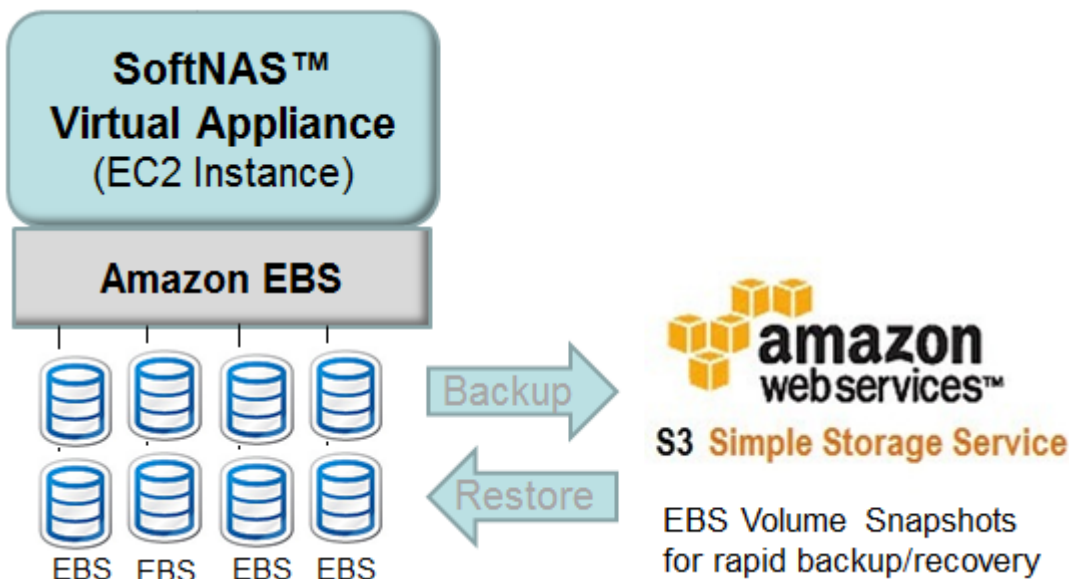 SoftNAS™
Virtual Appliance
(EC2 Instance)
Amazon EBS
Backup
Restore
EBS EBS EBS EBS
amazon
webservices™
S3 Simple Storage Service
EBS Volume Snapshots
for rapid backup/recovery